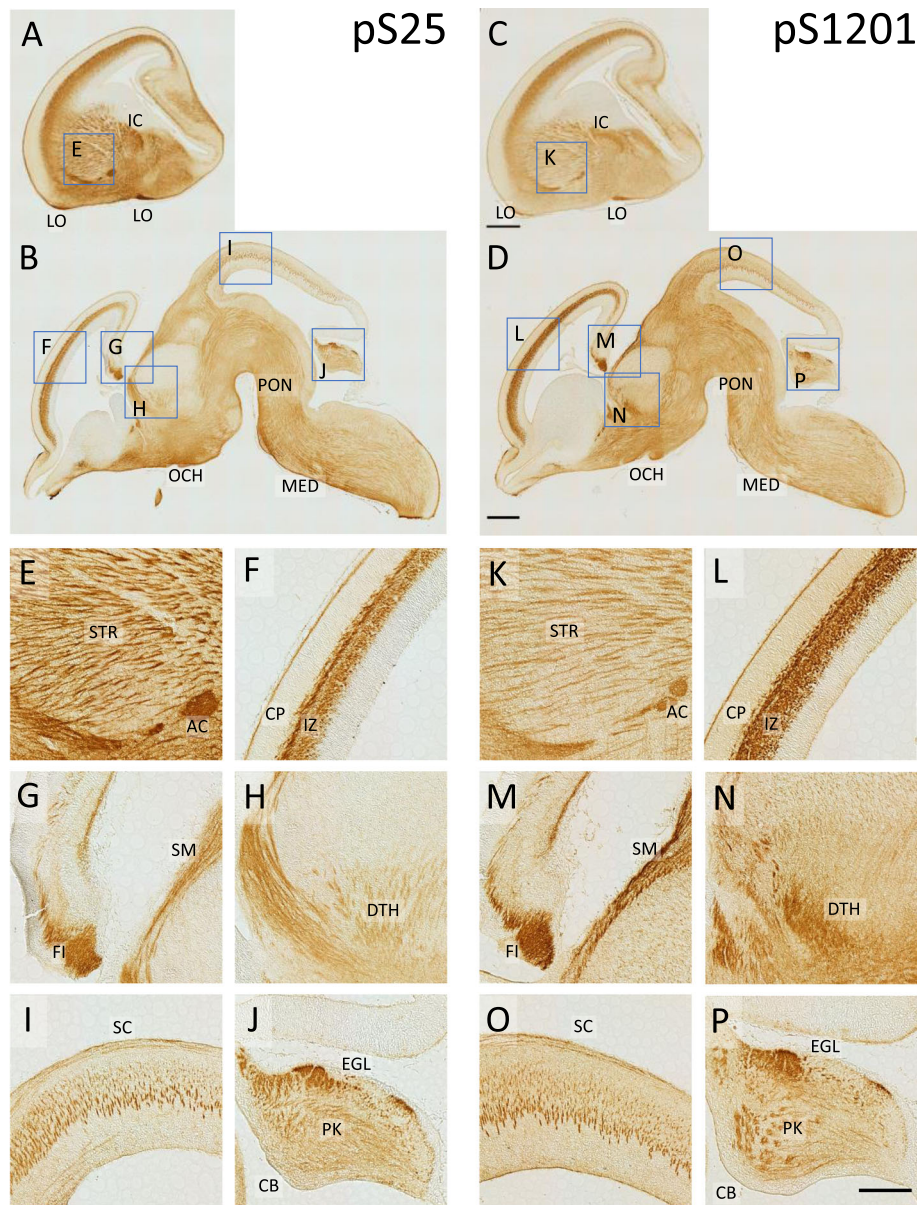 A pS25 C pS1201
IC IC
E K
LO LO LO LO
B I D O
F G L M
J P
H PON N PON
OCH MED OCH MED
E F K L
STR STR
CP IZ AC CP IZ AC
G H M N
SM SM
FI DTH FI DTH
I J O P
SC EGL SC EGL
PK PK
CB CB